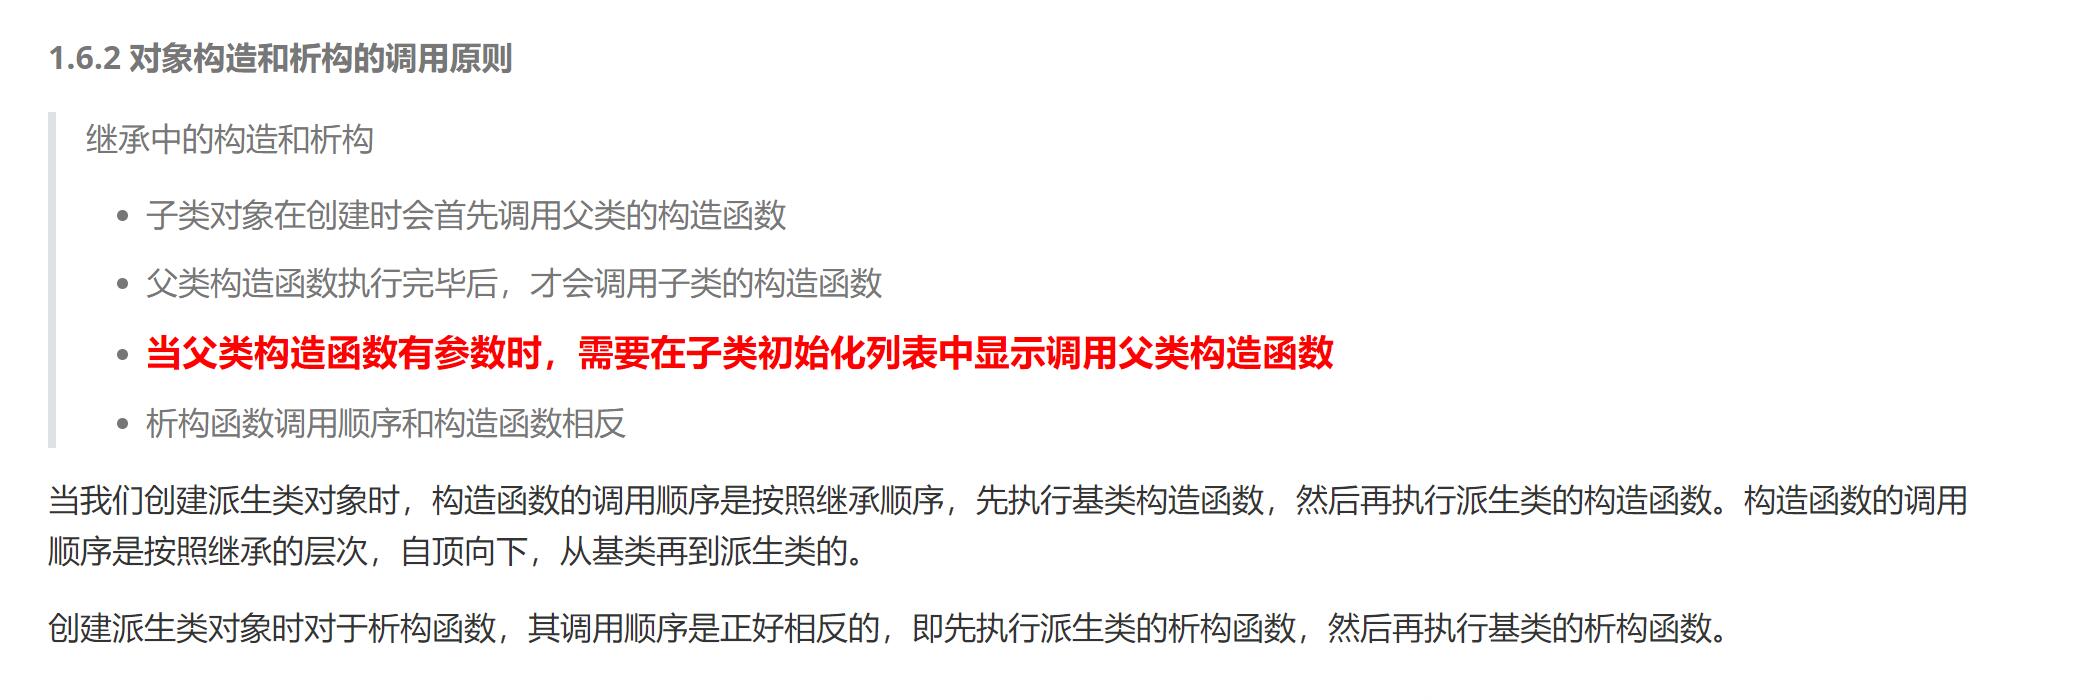 1.6.2 对象构造和析构的调用原则
继承中的构造和析构
子类对象在创建时会首先调用父类的构造函数
父类构造函数执行完毕后，才会调用子类的构造函数
当父类构造函数有参数时，需要在子类初始化列表中显示调用父类构造函数
析构函数调用顺序和构造函数相反
当我们创建派生类对象时，构造函数的调用顺序是按照继承顺序，先执行基类构造函数，然后再执行派生类的构造函数。构造函数的调用
顺序是按照继承的层次，自顶向下，从基类再到派生类的。
创建派生类对象时对于析构函数，其调用顺序是正好相反的，即先执行派生类的析构函数，然后再执行基类的析构函数。